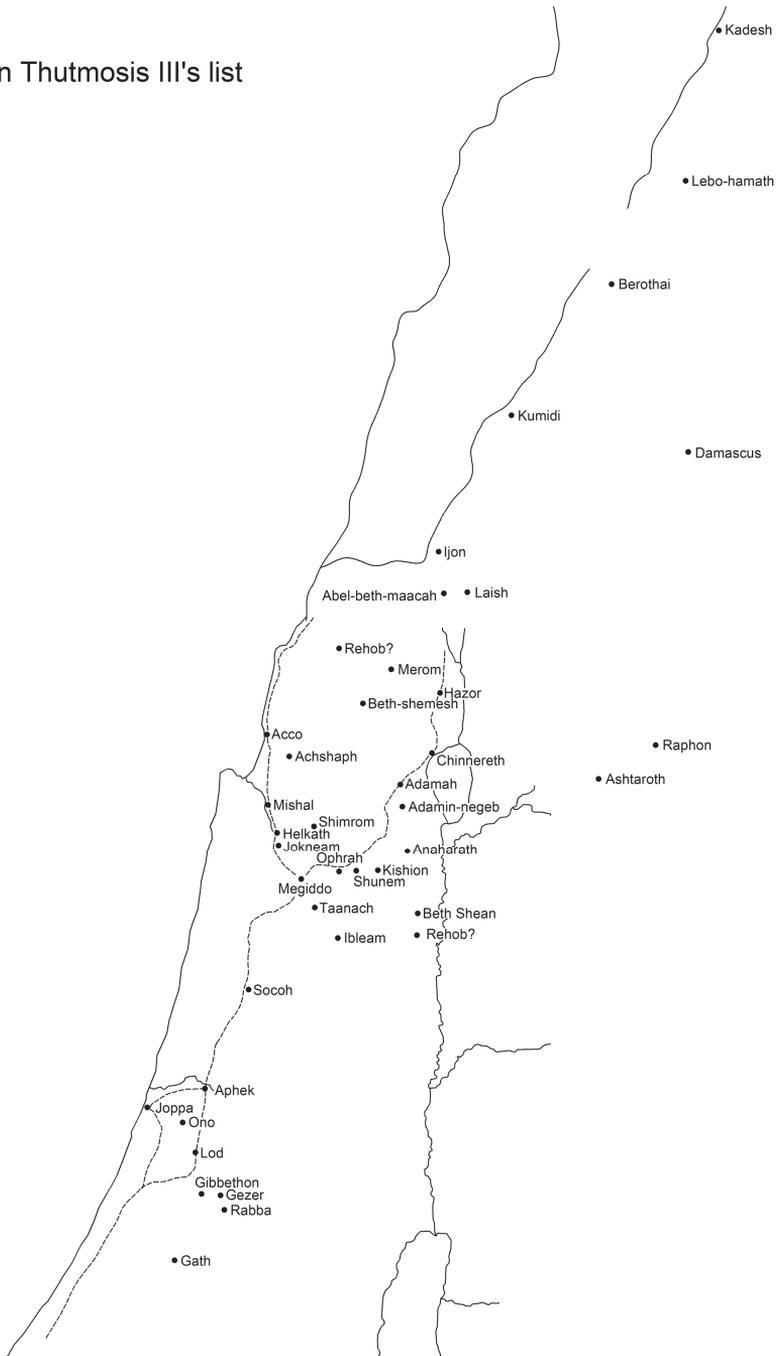 n Thutmosis III's list
Kadesh
Lebo-hamath
Berothai
Kumidi
Damascus
Ijon
Abel-beth-maacah
Laish
Rehob?
Merom
Hazor
Beth-shemesh
Acco
Raphon
Achshaph
Chinnereth
Ashtaroth
Adamah
Mishal
Adamin-negeb
Shimrom
Helkath
Jokneam
Anaharath
Ophrah
Kishion
Shunem
Megiddo
Taanach
Beth Shean
Rehob?
Ibleam
Socoh
Aphek
Joppa
Ono
Lod
Gibbethon
Gezer
Rabba
Gath